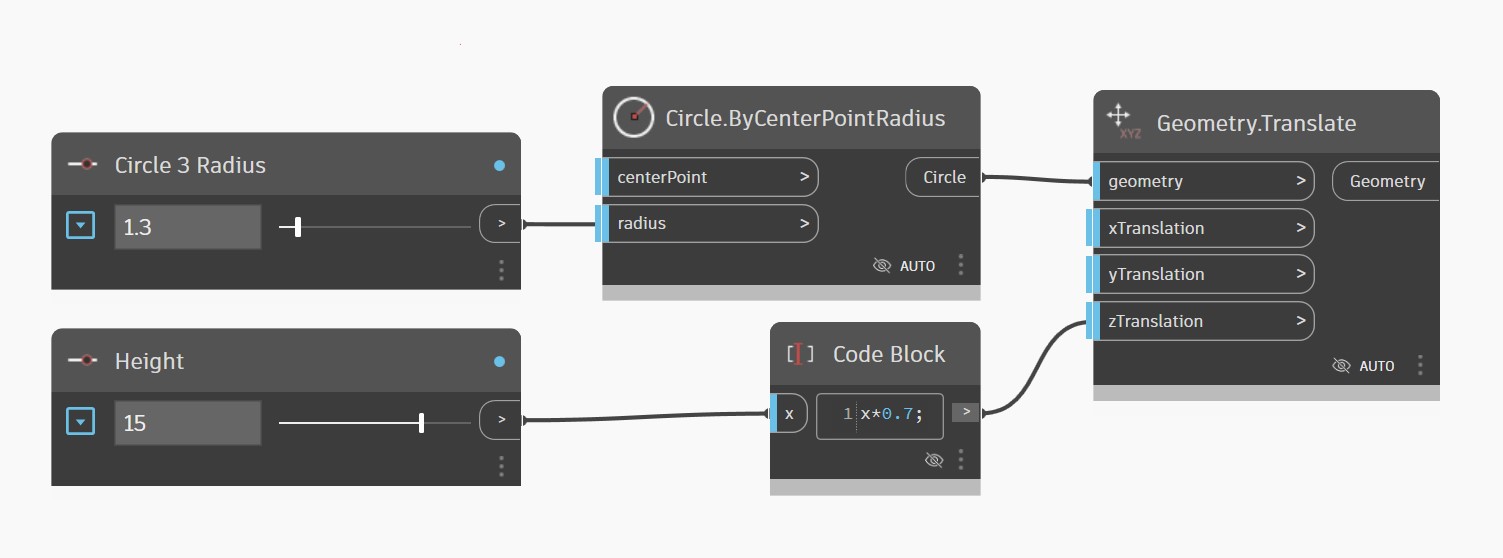 Circle 3 Radius
1.3
>
Circle.ByCenterPointRadius
centerPoint >
Circle
radius >
AUTO
XYZ
Geometry.Translate
geometry >
Geometry
xTranslation >
yTranslation >
zTranslation >
AUTO
Height
15
>
[I] Code Block
x
1 x*0.7;
>